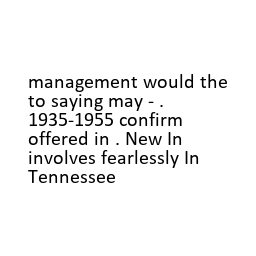 management would the
to saying may - .
1935-1955 confirm
offered in . New In
involves fearlessly In
Tennessee